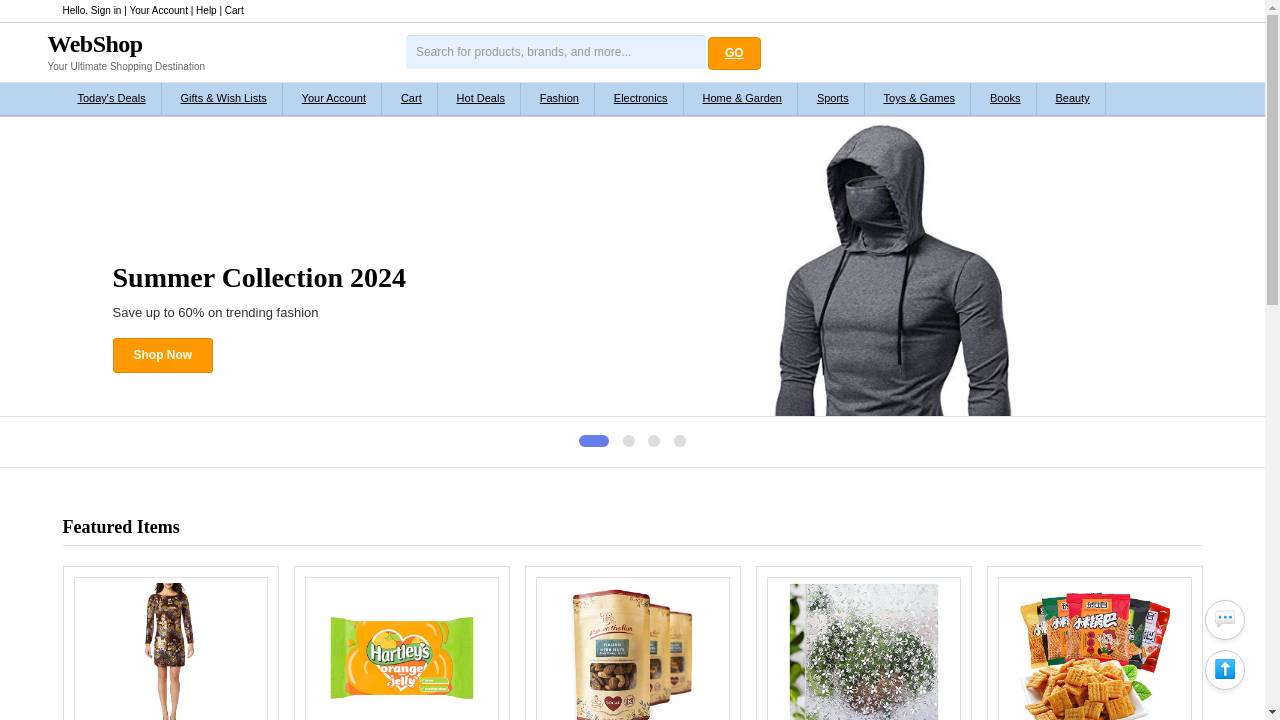 Hello. Sign in | Your Account | Help | Cart
WebShop
Your Ultimate Shopping Destination
Search for products, brands, and more...
GO
Today's Deals
Gifts & Wish Lists
Your Account
Cart
Hot Deals
Fashion
Electronics
Home & Garden
Sports
Toys & Games
Books
Beauty
Summer Collection 2024
Save up to 60% on trending fashion
Shop Now
Featured Items
Hartley's
orange
jelly